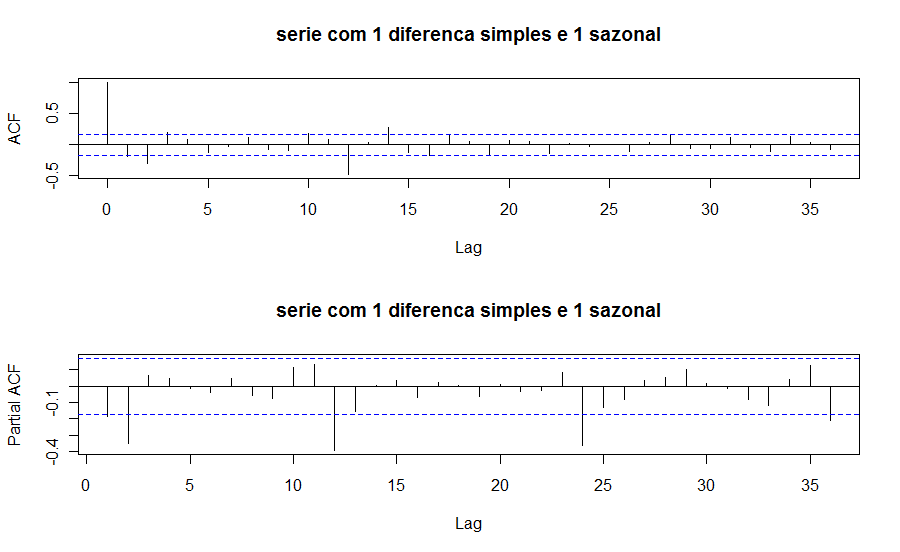 serie com 1 diferenca simples e 1 sazonal
ACF
0.5
-0.5
0 5 10 15 20 25 30 35
Lag
serie com 1 diferenca simples e 1 sazonal
Partial ACF
-0.1
-0.4
0 5 10 15 20 25 30 35
Lag